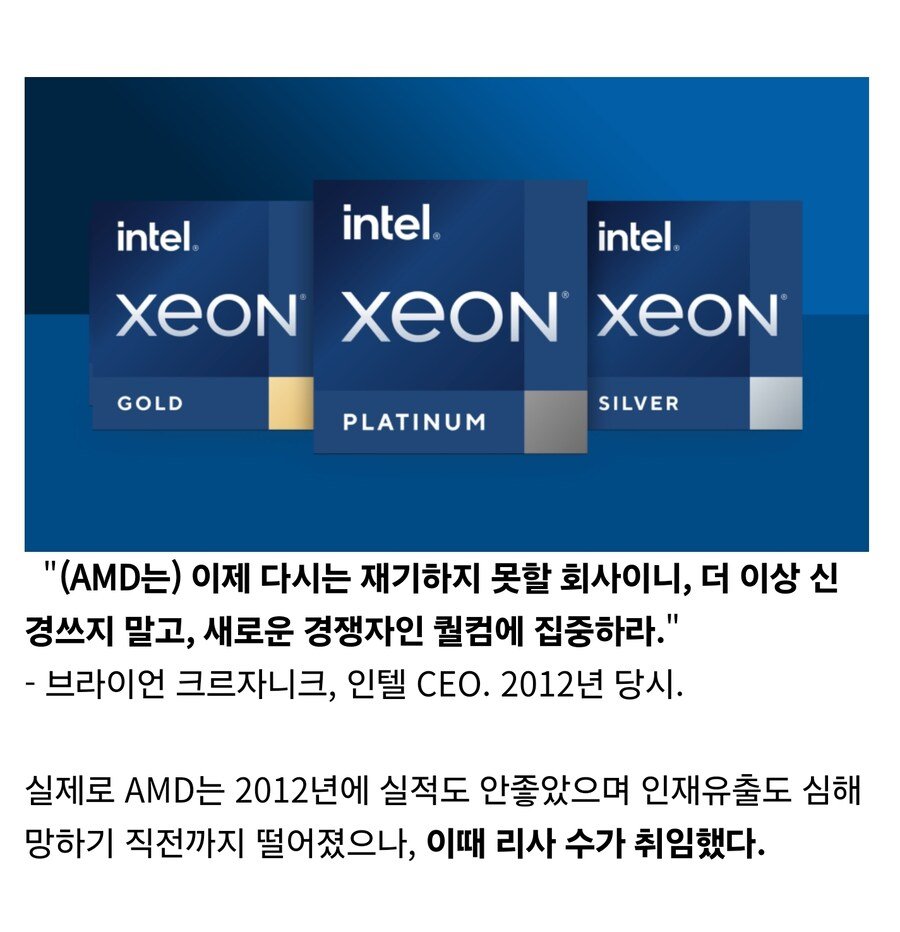 intel®
xeon®
GOLD
intel®
xeon®
PLATINUM
intel®
xeon®
SILVER
"(AMD는) 이제 다시는 재기하지 못할 회사이니, 더 이상 신
경쓰지 말고, 새로운 경쟁자인 퀄컴에 집중하라."
- 브라이언 크르자니크, 인텔 CEO. 2012년 당시.
실제로 AMD는 2012년에 실적도 안좋았으며 인재유출도 심해
망하기 직전까지 떨어졌으나, 이때 리사 수가 취임했다.